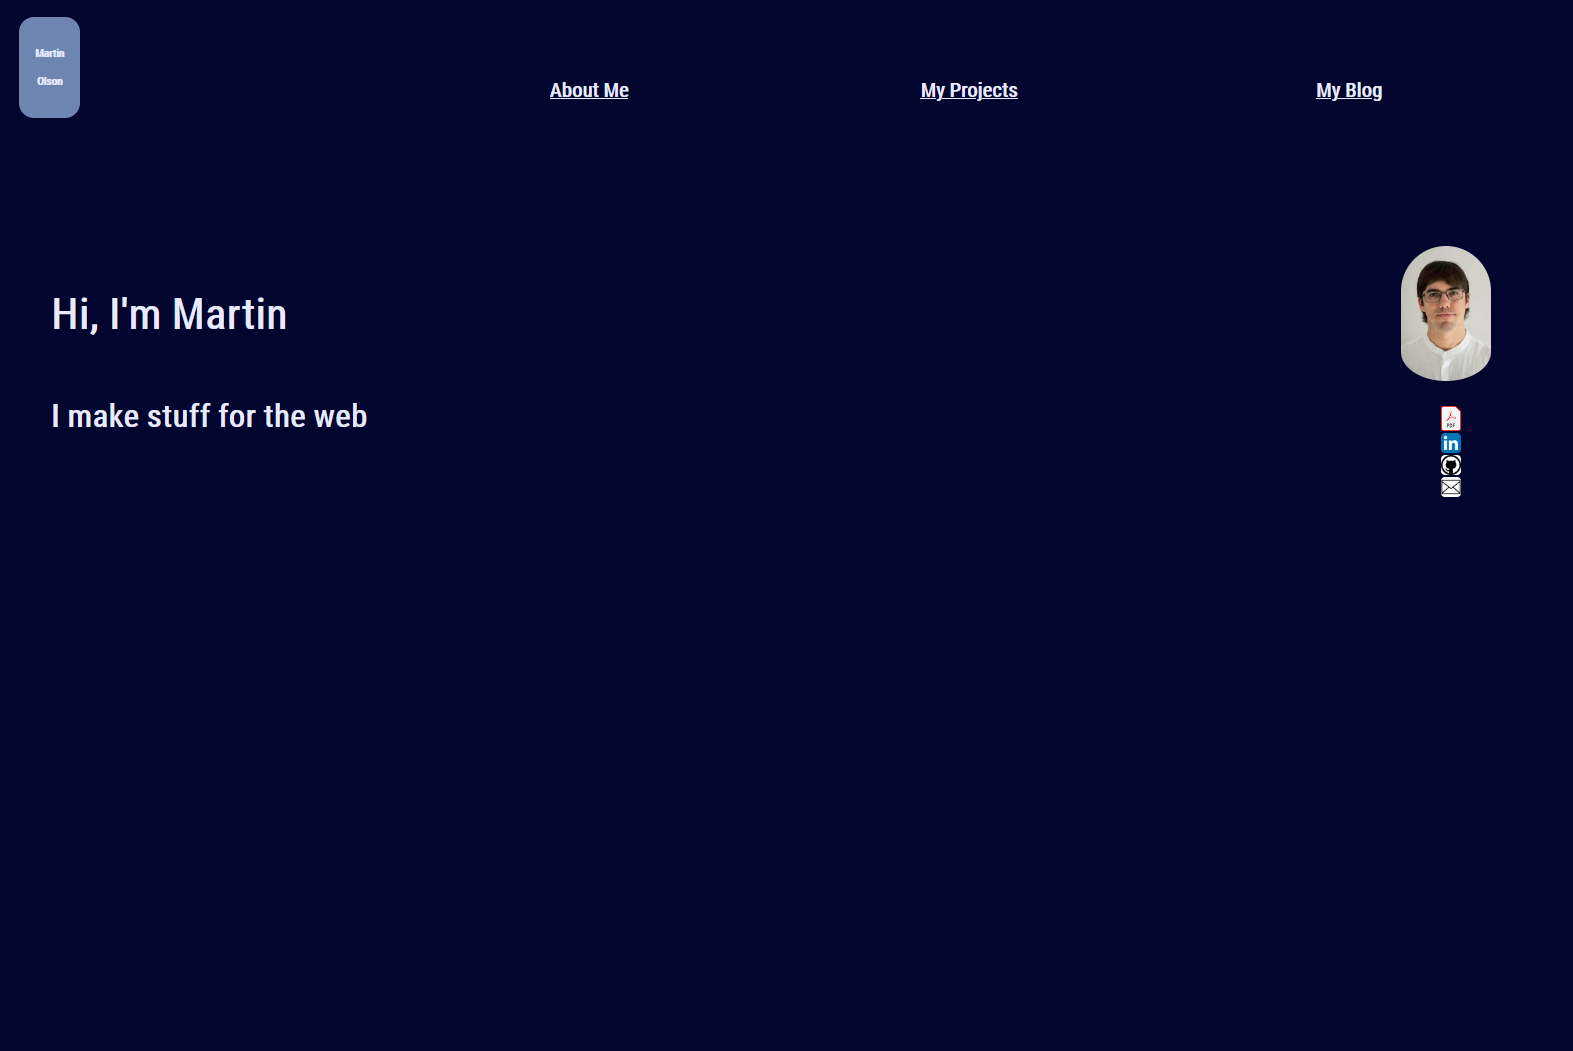 Martin
Olson
About Me
My Projects
My Blog
Hi, I'm Martin
I make stuff for the web
PDF
in